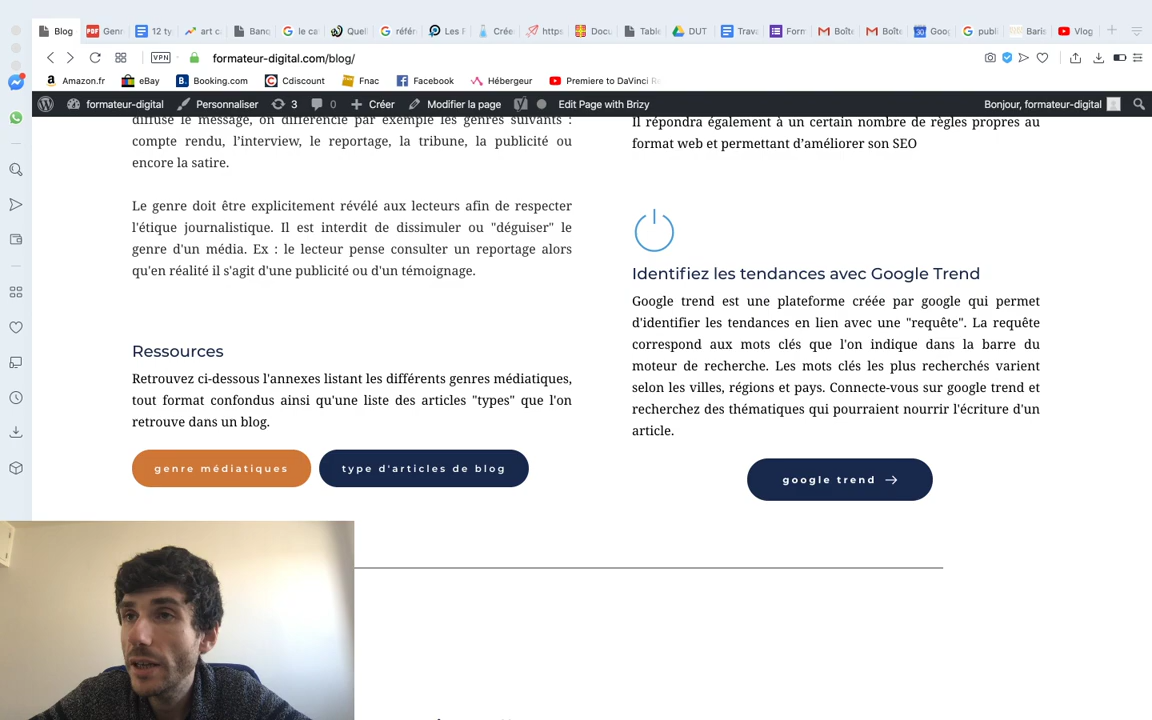 Blog
Genr
12 ty
art c
Banq
le ca
Quel
référ
Les F
Crée
https
Docu
Table
DUT
Trava
Form
Boîte
Boîte
Goog
publ
Baris
Vlog
VPN
formateur-digital.com/blog/
Amazon.fr
eBay
Booking.com
Cdiscount
Fnac
Facebook
Hébergeur
Premiere to DaVinci Re
formateur-digital
Personnaliser
3
0
Créer
Modifier la page
Edit Page with Brizy
Bonjour, formateur-digital
diffuse le message, on différencie par exemple les genres suivants :
compte rendu, l'interview, le reportage, la tribune, la publicité ou
encore la satire.
Le genre doit être explicitement révélé aux lecteurs afin de respecter
l'étique journalistique. Il est interdit de dissimuler ou "déguiser" le
genre d'un média. Ex : le lecteur pense consulter un reportage alors
qu'en réalité il s'agit d'une publicité ou d'un témoignage.
Ressources
Retrouvez ci-dessous l'annexes listant les différents genres médiatiques,
tout format confondus ainsi qu'une liste des articles "types" que l'on
retrouve dans un blog.
genre médiatiques
type d'articles de blog
Il répondra également à un certain nombre de règles propres au
format web et permettant d'améliorer son SEO
Identifiez les tendances avec Google Trend
Google trend est une plateforme créée par google qui permet
d'identifier les tendances en lien avec une "requête". La requête
correspond aux mots clés que l'on indique dans la barre du
moteur de recherche. Les mots clés les plus recherchés varient
selon les villes, régions et pays. Connecte-vous sur google trend et
recherchez des thématiques qui pourraient nourrir l'écriture d'un
article.
google trend →